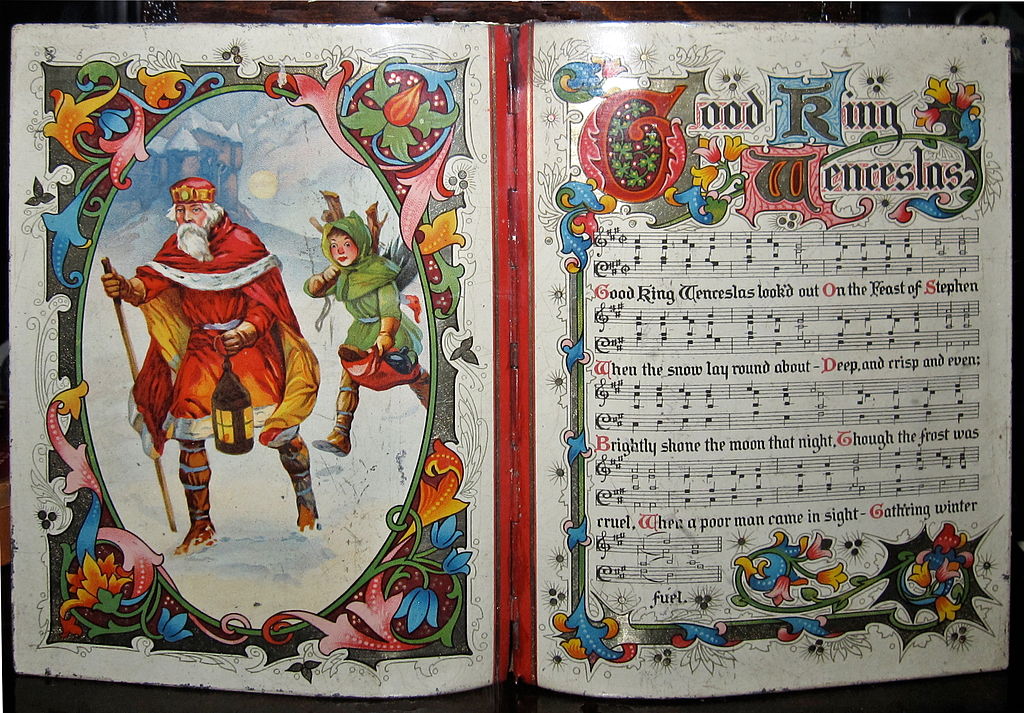 Good King
Wenceslas.
Good King Wenceslas look'd out On the Feast of Stephen
When the snow lay round about - Deep, and crisp and even:
Brightly shone the moon that night, Though the frost was
cruel, When a poor man came in sight - Gath'ring winter
fuel.